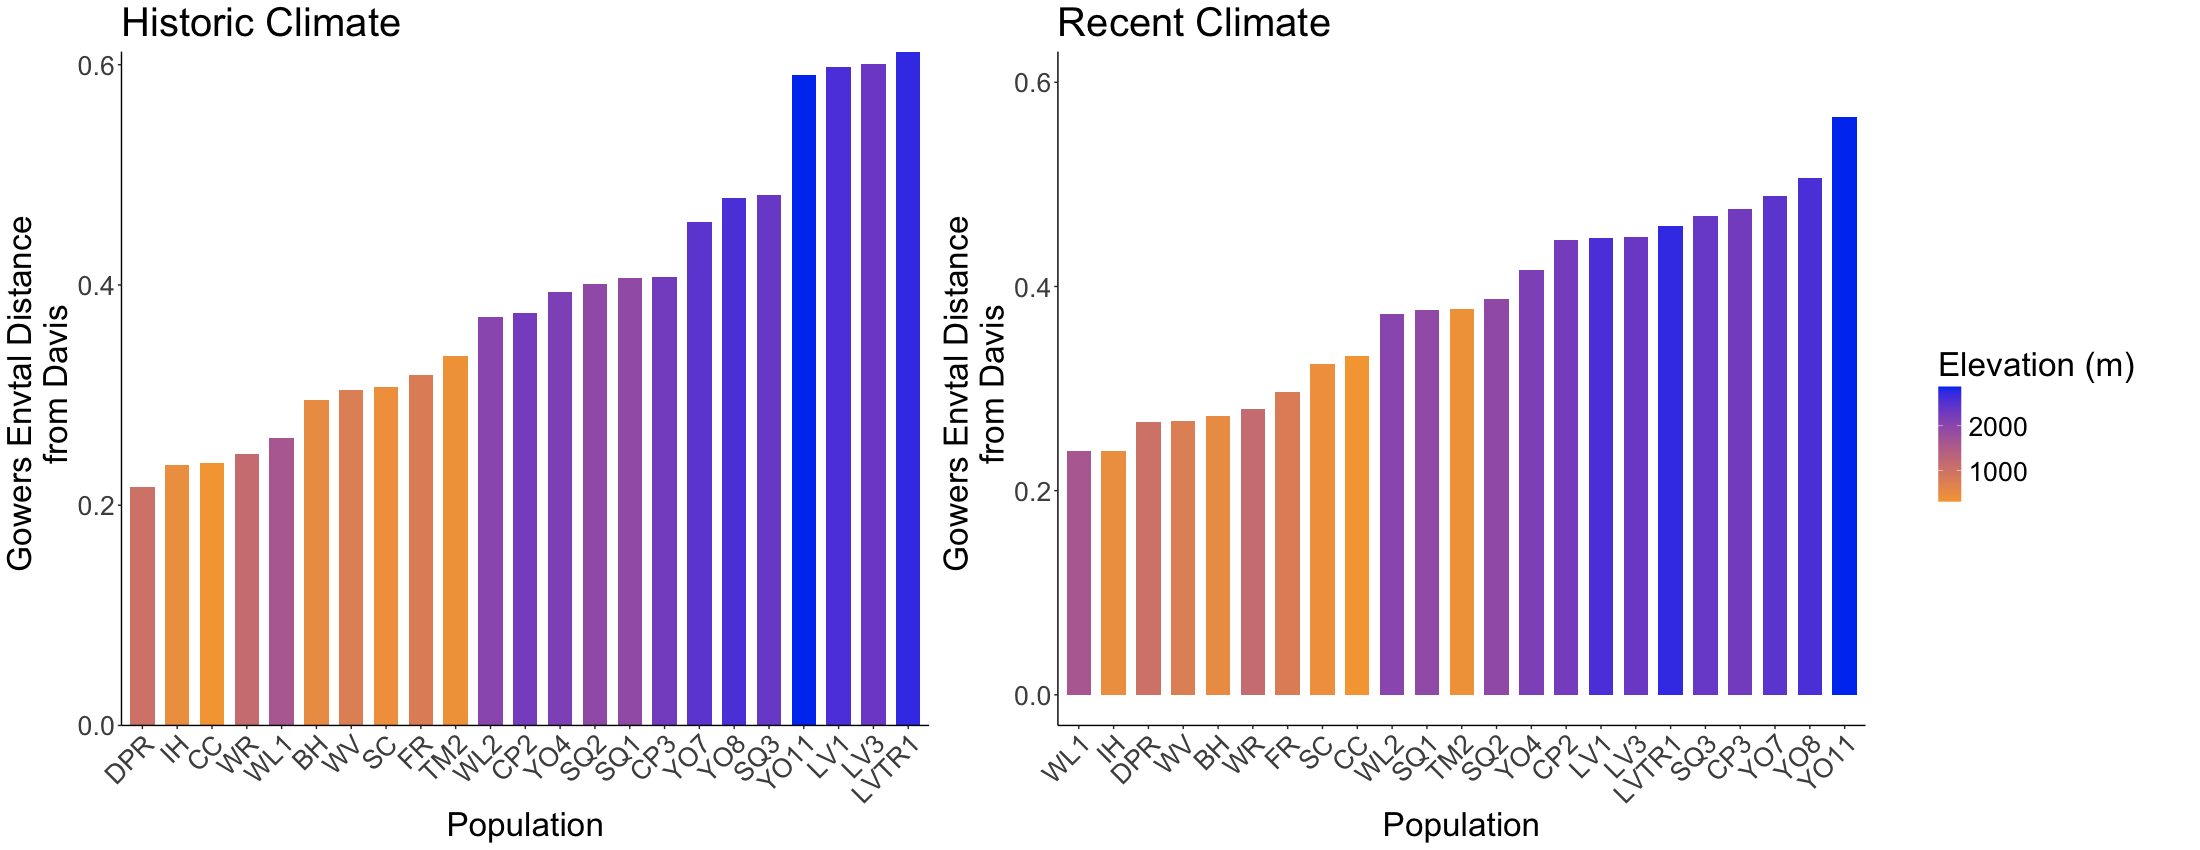 Historic Climate
Gowers Envtal Distance
from Davis
0.6
0.4
0.2
0.0
DPR
IH
CC
WR
WL1
BH
WV
SC
FR
TM2
WL2
CP2
YO4
SQ2
SQ1
CP3
YO7
YO8
SQ3
YO11
LV1
LV3
LVTR1
Population
Recent Climate
Gowers Envtal Distance
from Davis
0.6
0.4
0.2
0.0
WL1
IH
DPR
WV
BH
WR
FR
SC
CC
WL2
SQ1
TM2
SQ2
YO4
CP2
LV1
LV3
LVTR1
SQ3
CP3
YO7
YO8
YO11
Population
Elevation (m)
2000
1000